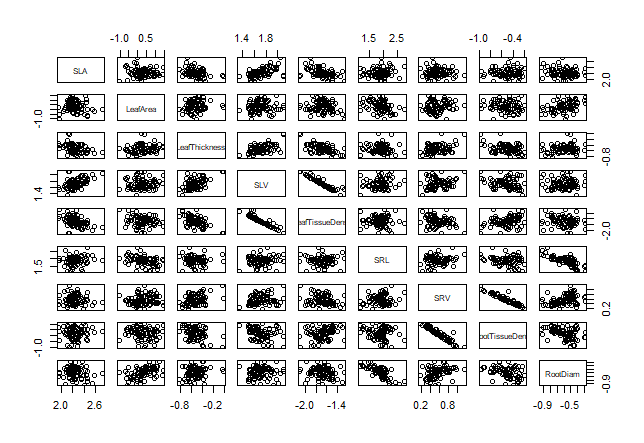 -1.0 0.5 1.4 1.8 1.5 2.5 -1.0 -0.4
SLA 2.0
-1.0 LeafArea
LeafThickness -0.8
1.4 SLV
eafTissueDens -2.0
1.5 SRL
SRV 0.2
-1.0 ootTissueDens
RootDiam -0.9
2.0 2.6 -0.8 -0.2 -2.0 -1.4 0.2 0.8 -0.9 -0.5